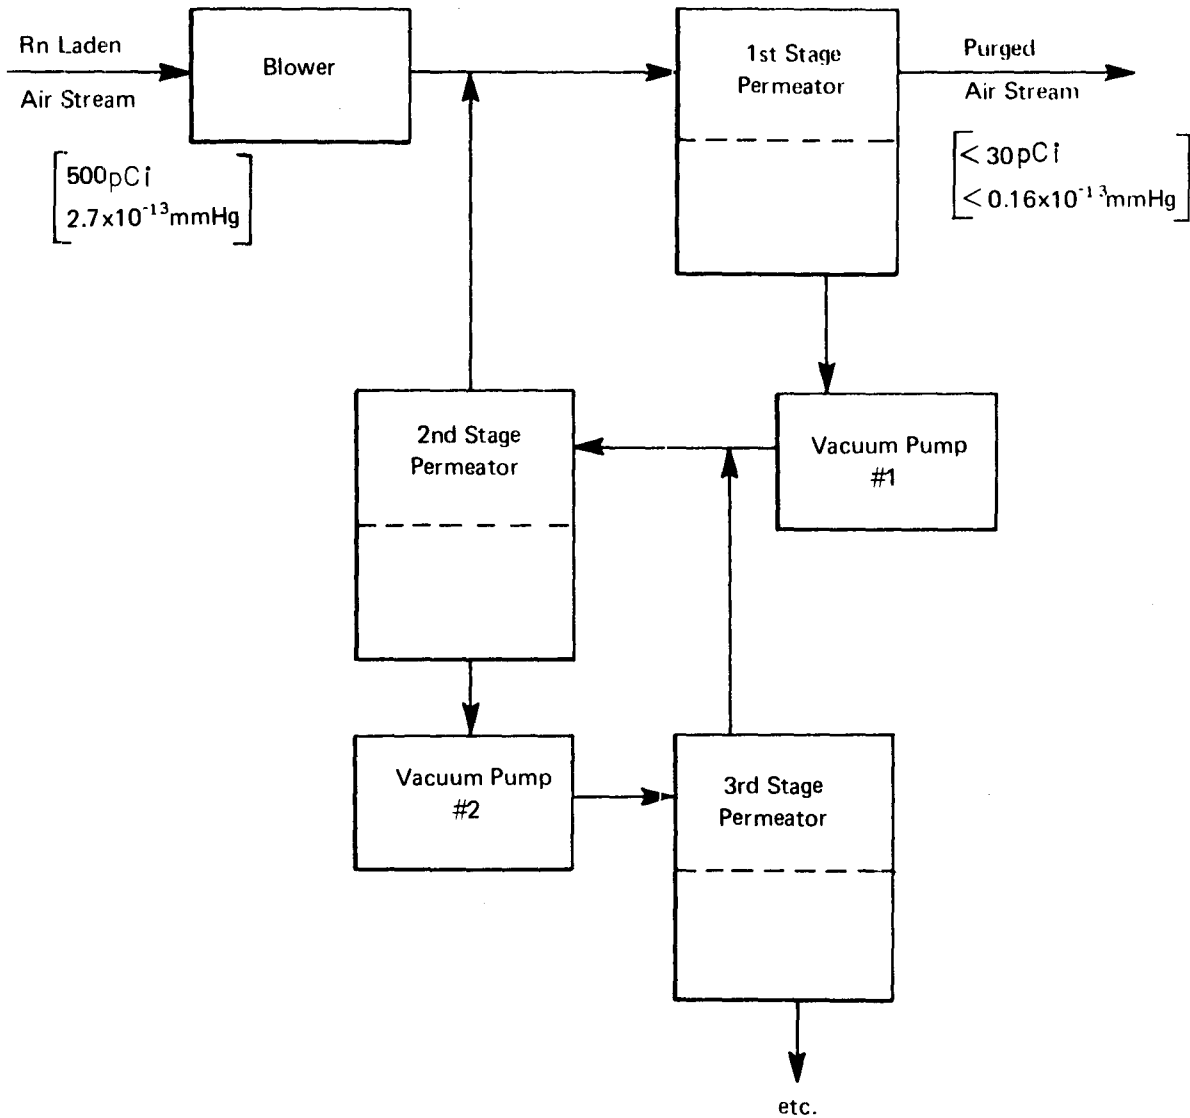 Rn Laden
Air Stream
500pCi
2.7x10⁻¹³mmHg
Blower
1st Stage
Permeator
Purged
Air Stream
< 30pCi
< 0.16x10⁻¹³mmHg
2nd Stage
Permeator
Vacuum Pump
#1
Vacuum Pump
#2
3rd Stage
Permeator
etc.